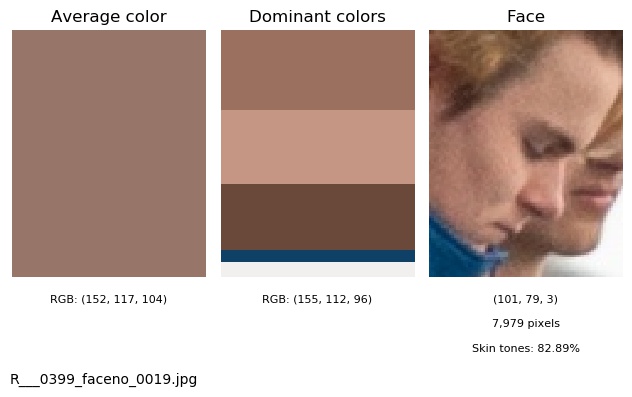 Average color
Dominant colors
Face
RGB: (152, 117, 104)
RGB: (155, 112, 96)
(101, 79, 3)
7,979 pixels
Skin tones: 82.89%
R___0399_faceno_0019.jpg